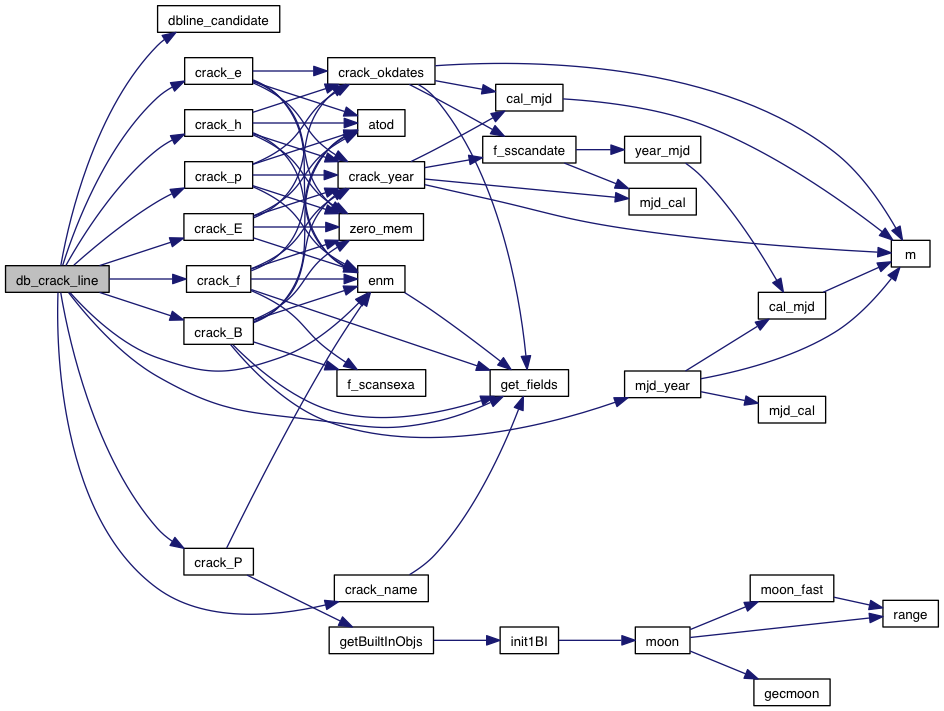 dbline_candidate
crack_e
crack_okdates
cal_mjd
crack_h
atod
f_sscandate
year_mjd
crack_p
crack_year
mjd_cal
crack_E
zero_mem
m
db_crack_line
crack_f
enm
cal_mjd
crack_B
f_scansexa
get_fields
mjd_year
mjd_cal
crack_P
crack_name
moon_fast
range
getBuiltInObjs
init1BI
moon
gecmoon